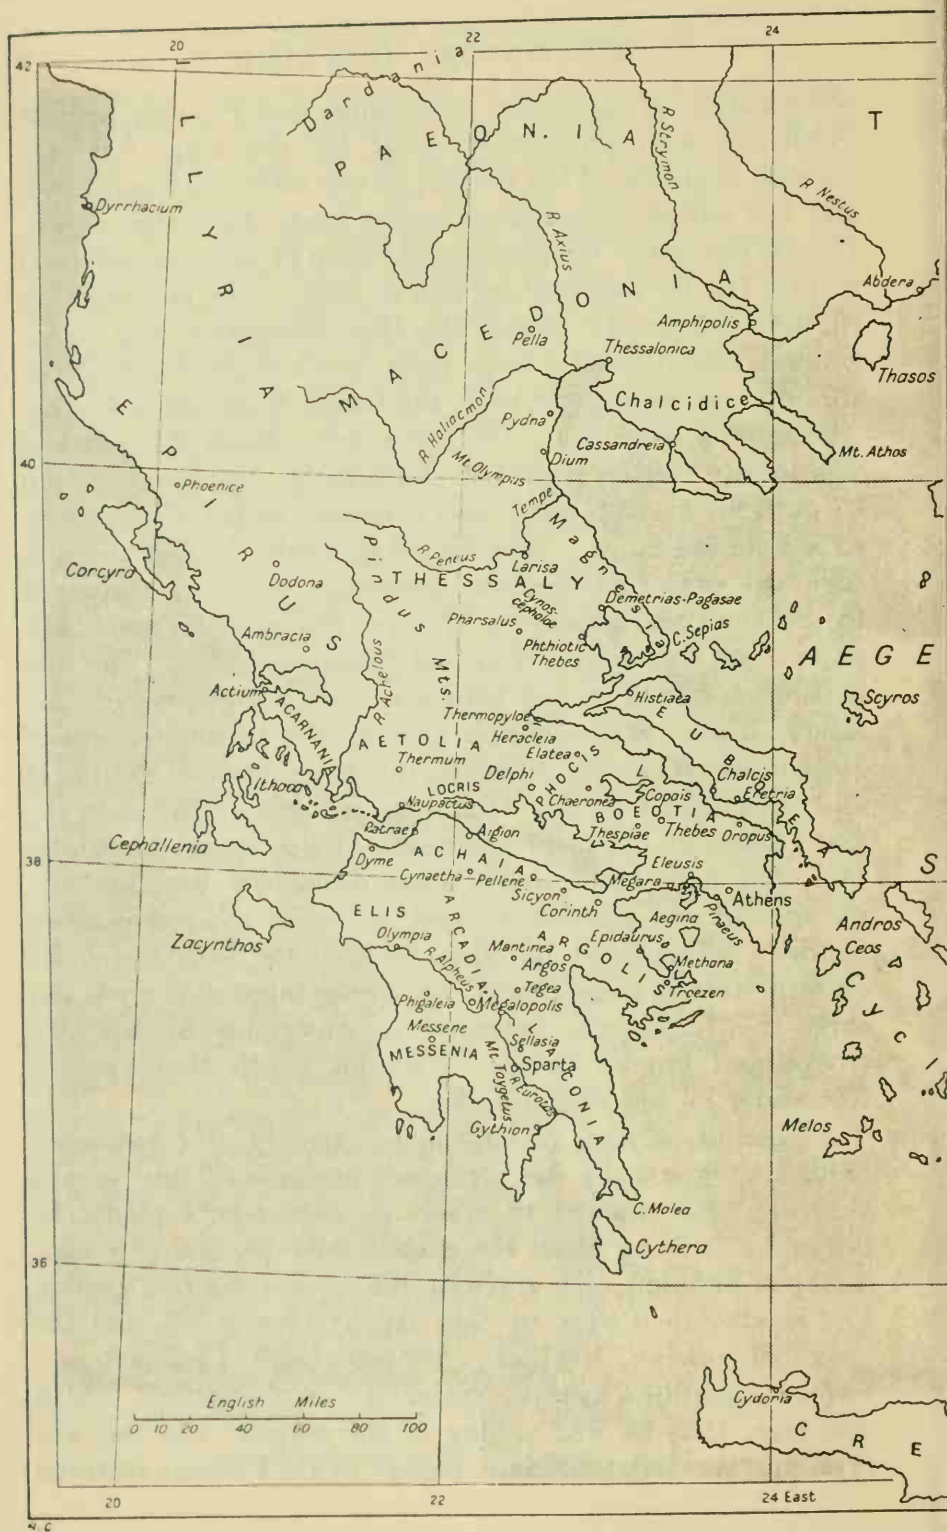 20 22 24
42
Dardania
ILLYRIA
PAEONIA
R Strymon
T
R Nestus
Dyrrhacium
R Axius
MACEDONIA
Abdera
Amphipolis
Pella
Thessalonica
Thasos
EPIRUS
Chalcidice
R Haliacmon
Pydna
Cassandreia
Mt. Athos
40
Mt.Olympus
Dium
Phoenice
Tempe
Magnesia
Pindus Mts.
R Peneus
Larisa
Corcyra
Dodona
THESSALY
Cynos-
cephalae
Demetrias-Pagasae
Pharsalus
C.Sepias
Ambracia
Phthiotic
Thebes
AEGE
R Achelous
Actium
Histiaea
Scyros
ACARNANIA
Thermopylae
EUBOEA
Heracleia
AETOLIA
Elatea
Thermum
PHOCIS
Chalcis
Ithaca
Delphi
L
LOCRIS
Chaeronea
Copais
Eretria
Naupactus
BOEOTIA
Patrae
Aigion
Thespiae
Thebes
Oropus
Cephallenia
38
Dyme
ACHAIA
Eleusis
S
Cynaetha
Pellene
Megara
Athens
Sicyon
Piraeus
ELIS
ARCADIA
Corinth
Aegina
Andros
Zacynthos
Olympia
ARGOLIS
Epidaurus
Ceos
Mantinea
R Alpheus
Argos
Methana
CYCL
Tegea
Troezen
Phigaleia
Megalopolis
Messene
Sellasia
MESSENIA
LACONIA
Sparta
Mt Taygetus
R Eurotas
Gythion
Melos
C.Malea
Cythera
36
English Miles
0 10 20 40 60 80 100
Cydonia
CRE
20 22 24 East